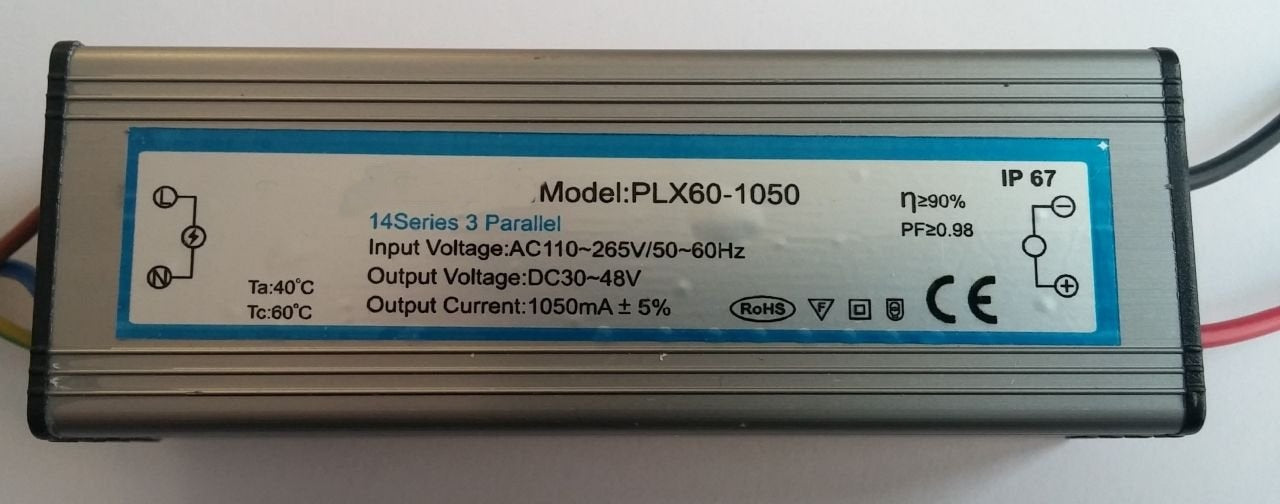 Model:PLX60-1050
IP 67
14Series 3 Parallel
η≥90%
PF≥0.98
Input Voltage:AC110~265V/50~60Hz
Output Voltage:DC30~48V
Output Current:1050mA ± 5%
L
N
Ta:40°C
Tc:60°C
RoHS
F
CE